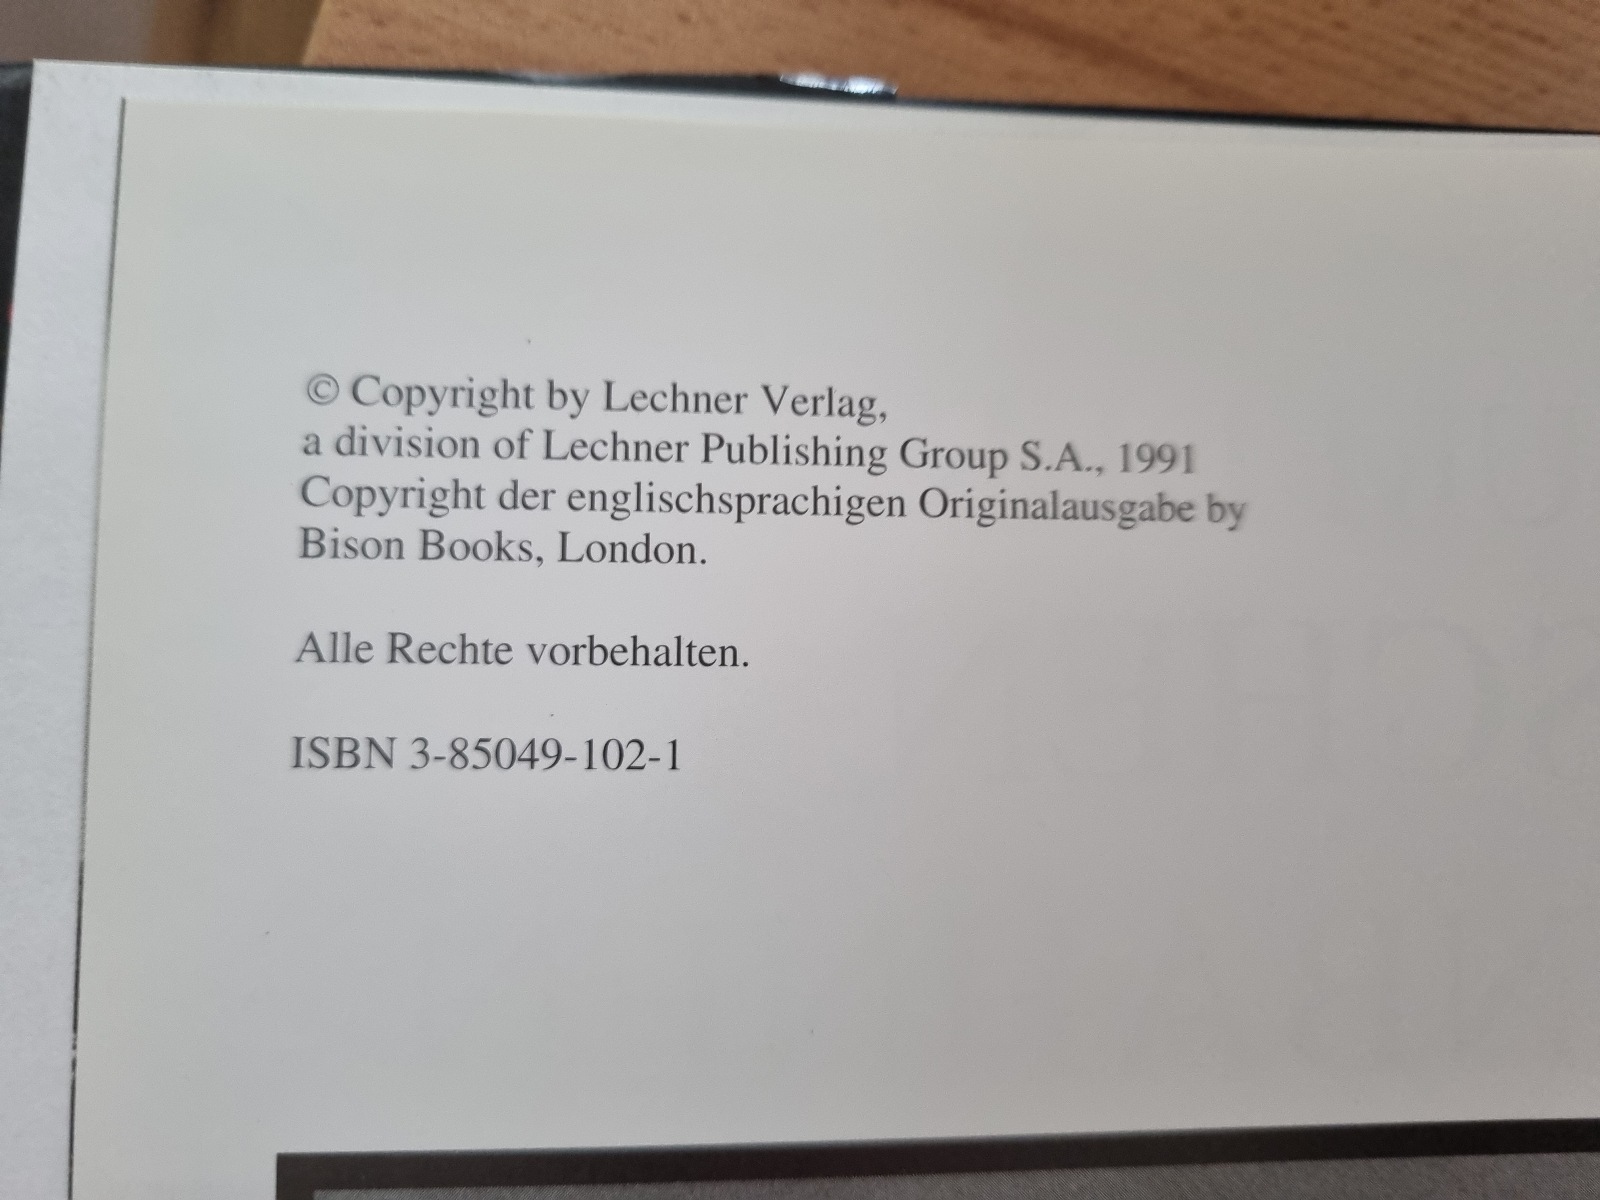 © Copyright by Lechner Verlag,
a division of Lechner Publishing Group S.A., 1991
Copyright der englischsprachigen Originalausgabe by
Bison Books, London.
Alle Rechte vorbehalten.
ISBN 3-85049-102-1